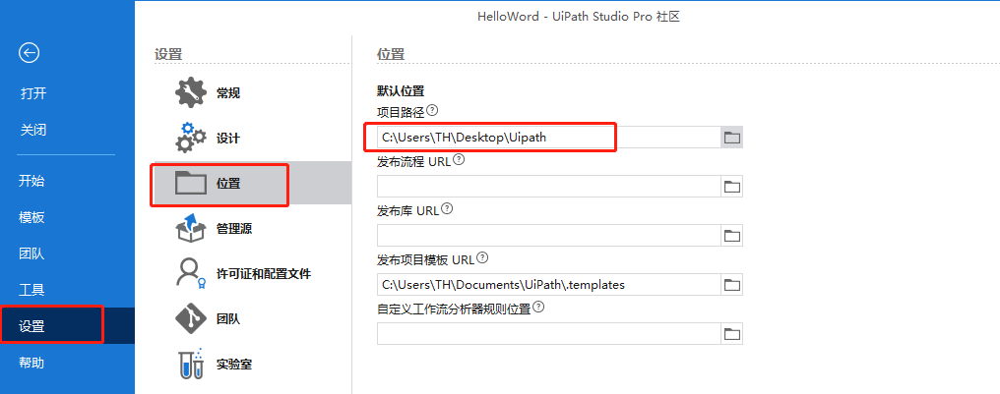 HelloWord - UiPath Studio Pro 社区
打开
关闭
开始
模板
团队
工具
设置
帮助
设置
常规
设计
位置
管理源
许可证和配置文件
团队
实验室
位置
默认位置
项目路径 ?
C:\Users\TH\Desktop\Uipath
发布流程 URL ?
发布库 URL ?
发布项目模板 URL ?
C:\Users\TH\Documents\UiPath\.templates
自定义工作流分析器规则位置 ?